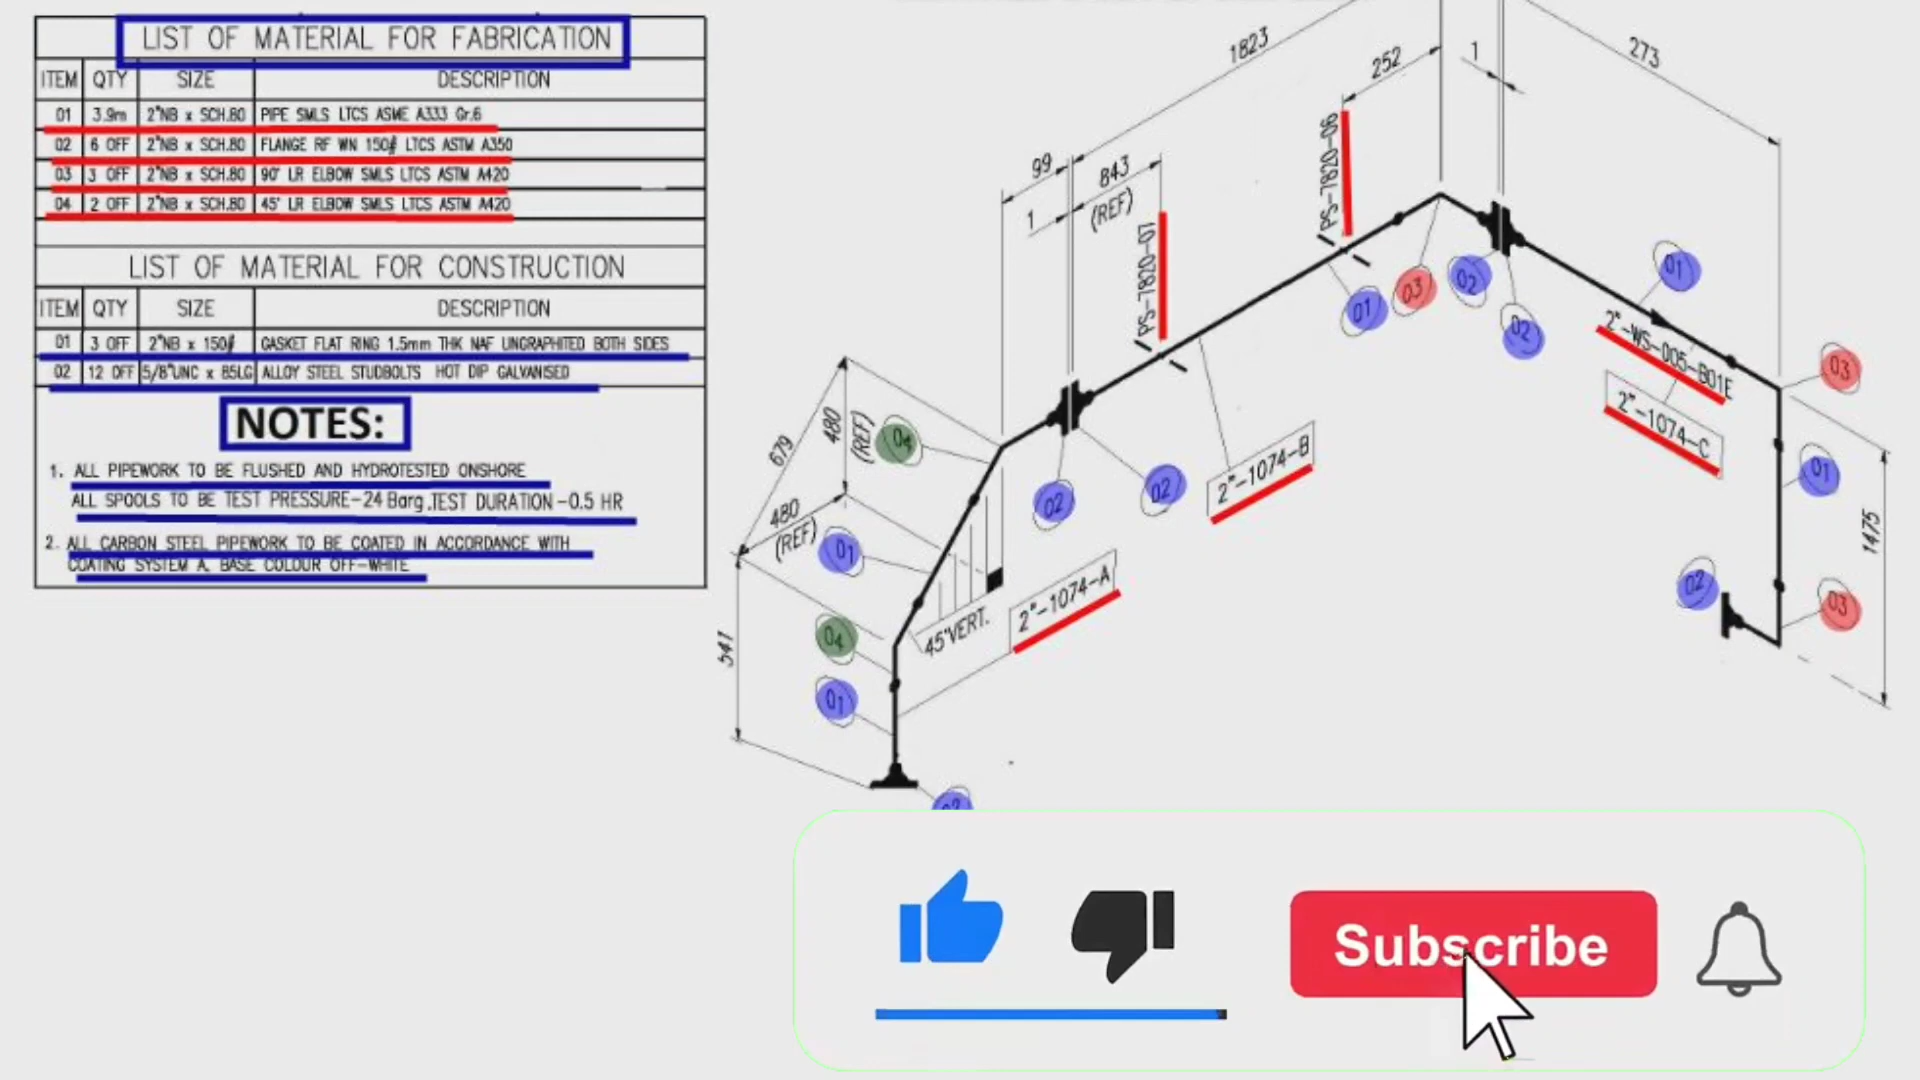 LIST OF MATERIAL FOR FABRICATION
ITEM QTY SIZE DESCRIPTION
01 3.9m 2"NB x SCH.80 PIPE SMLS LTCS ASME A333 Gr.6
02 6 OFF 2"NB x SCH.80 FLANGE RF WN 150# LTCS ASTM A350
03 3 OFF 2"NB x SCH.80 90° LR ELBOW SMLS LTCS ASTM A420
04 2 OFF 2"NB x SCH.80 45° LR ELBOW SMLS LTCS ASTM A420
LIST OF MATERIAL FOR CONSTRUCTION
ITEM QTY SIZE DESCRIPTION
01 3 OFF 2"NB x 150# GASKET FLAT RING 1.5mm THK NAF UNGRAPHITED BOTH SIDES
02 12 OFF 5/8"UNC x 85LG ALLOY STEEL STUDBOLTS HOT DIP GALVANISED
NOTES:
1. ALL PIPEWORK TO BE FLUSHED AND HYDROTESTED ONSHORE
ALL SPOOLS TO BE TEST PRESSURE-24 Barg.TEST DURATION -0.5 HR
2. ALL CARBON STEEL PIPEWORK TO BE COATED IN ACCORDANCE WITH
COATING SYSTEM A. BASE COLOUR OFF-WHITE
1823
252
1
273
99
843
(REF)
1
PS-7820-06
PS-7820-07
01
03
02
02
01
2"-WS-005-B01E
2"-1074-C
03
01
1475
02
03
679
480
(REF)
04
480
(REF)
01
02
02
2"-1074-B
2"-1074-A
45°VERT.
04
541
01
02
Subscribe